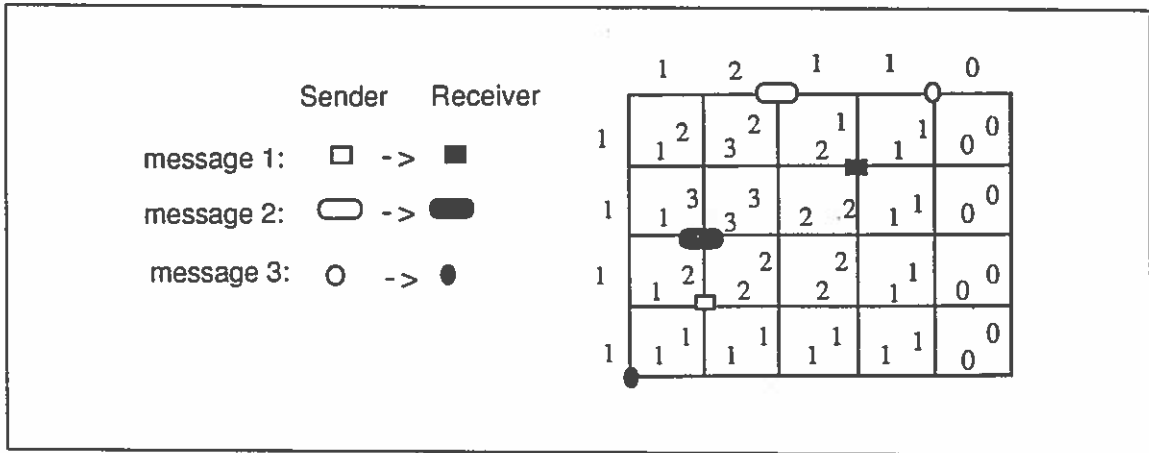 1 2 1 1 0
Sender Receiver
1 2 2 1 1 0
message 1: -> 1 3 2 1 0
message 2: -> 1 3 3 2 1 0
1 3 2 1 0
message 3: -> 1 2 2 2 1 0
1 2 2 1 0
1 1 1 1 1 0
1 1 1 1 0